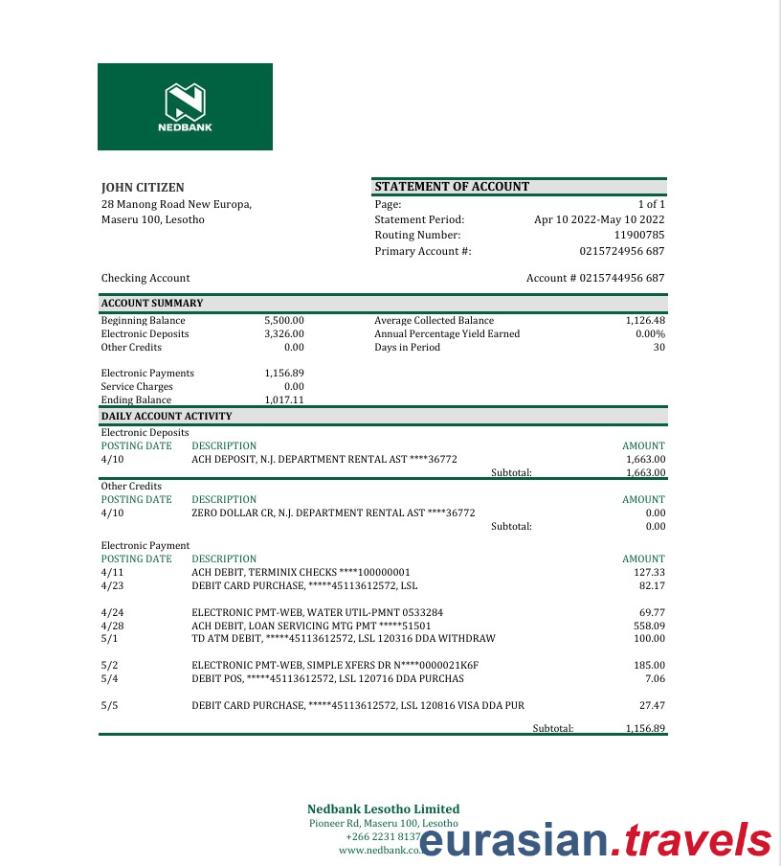 NEDBANK
JOHN CITIZEN
28 Manong Road New Europa,
Maseru 100, Lesotho
STATEMENT OF ACCOUNT
Page: 1 of 1
Statement Period: Apr 10 2022-May 10 2022
Routing Number: 11900785
Primary Account #: 0215724956 687
Checking Account Account # 0215744956 687
ACCOUNT SUMMARY
Beginning Balance 5,500.00 Average Collected Balance 1,126.48
Electronic Deposits 3,326.00 Annual Percentage Yield Earned 0.00%
Other Credits 0.00 Days in Period 30
Electronic Payments 1,156.89
Service Charges 0.00
Ending Balance 1,017.11
DAILY ACCOUNT ACTIVITY
Electronic Deposits
POSTING DATE DESCRIPTION AMOUNT
4/10 ACH DEPOSIT, N.J. DEPARTMENT RENTAL AST ****36772 1,663.00
Subtotal: 1,663.00
Other Credits
POSTING DATE DESCRIPTION AMOUNT
4/10 ZERO DOLLAR CR, N.J. DEPARTMENT RENTAL AST ****36772 0.00
Subtotal: 0.00
Electronic Payment
POSTING DATE DESCRIPTION AMOUNT
4/11 ACH DEBIT, TERMINIX CHECKS ****100000001 127.33
4/23 DEBIT CARD PURCHASE, *****45113612572, LSL 82.17
4/24 ELECTRONIC PMT-WEB, WATER UTIL-PMNT 0533284 69.77
4/28 ACH DEBIT, LOAN SERVICING MTG PMT *****51501 558.09
5/1 TD ATM DEBIT, *****45113612572, LSL 120316 DDA WITHDRAW 100.00
5/2 ELECTRONIC PMT-WEB, SIMPLE XFERS DR N****0000021K6F 185.00
5/4 DEBIT POS, *****45113612572, LSL 120716 DDA PURCHAS 7.06
5/5 DEBIT CARD PURCHASE, *****45113612572, LSL 120816 VISA DDA PUR 27.47
Subtotal: 1,156.89
Nedbank Lesotho Limited
Pioneer Rd, Maseru 100, Lesotho
+266 2231 8137
www.nedbank.co
eurasian.travels